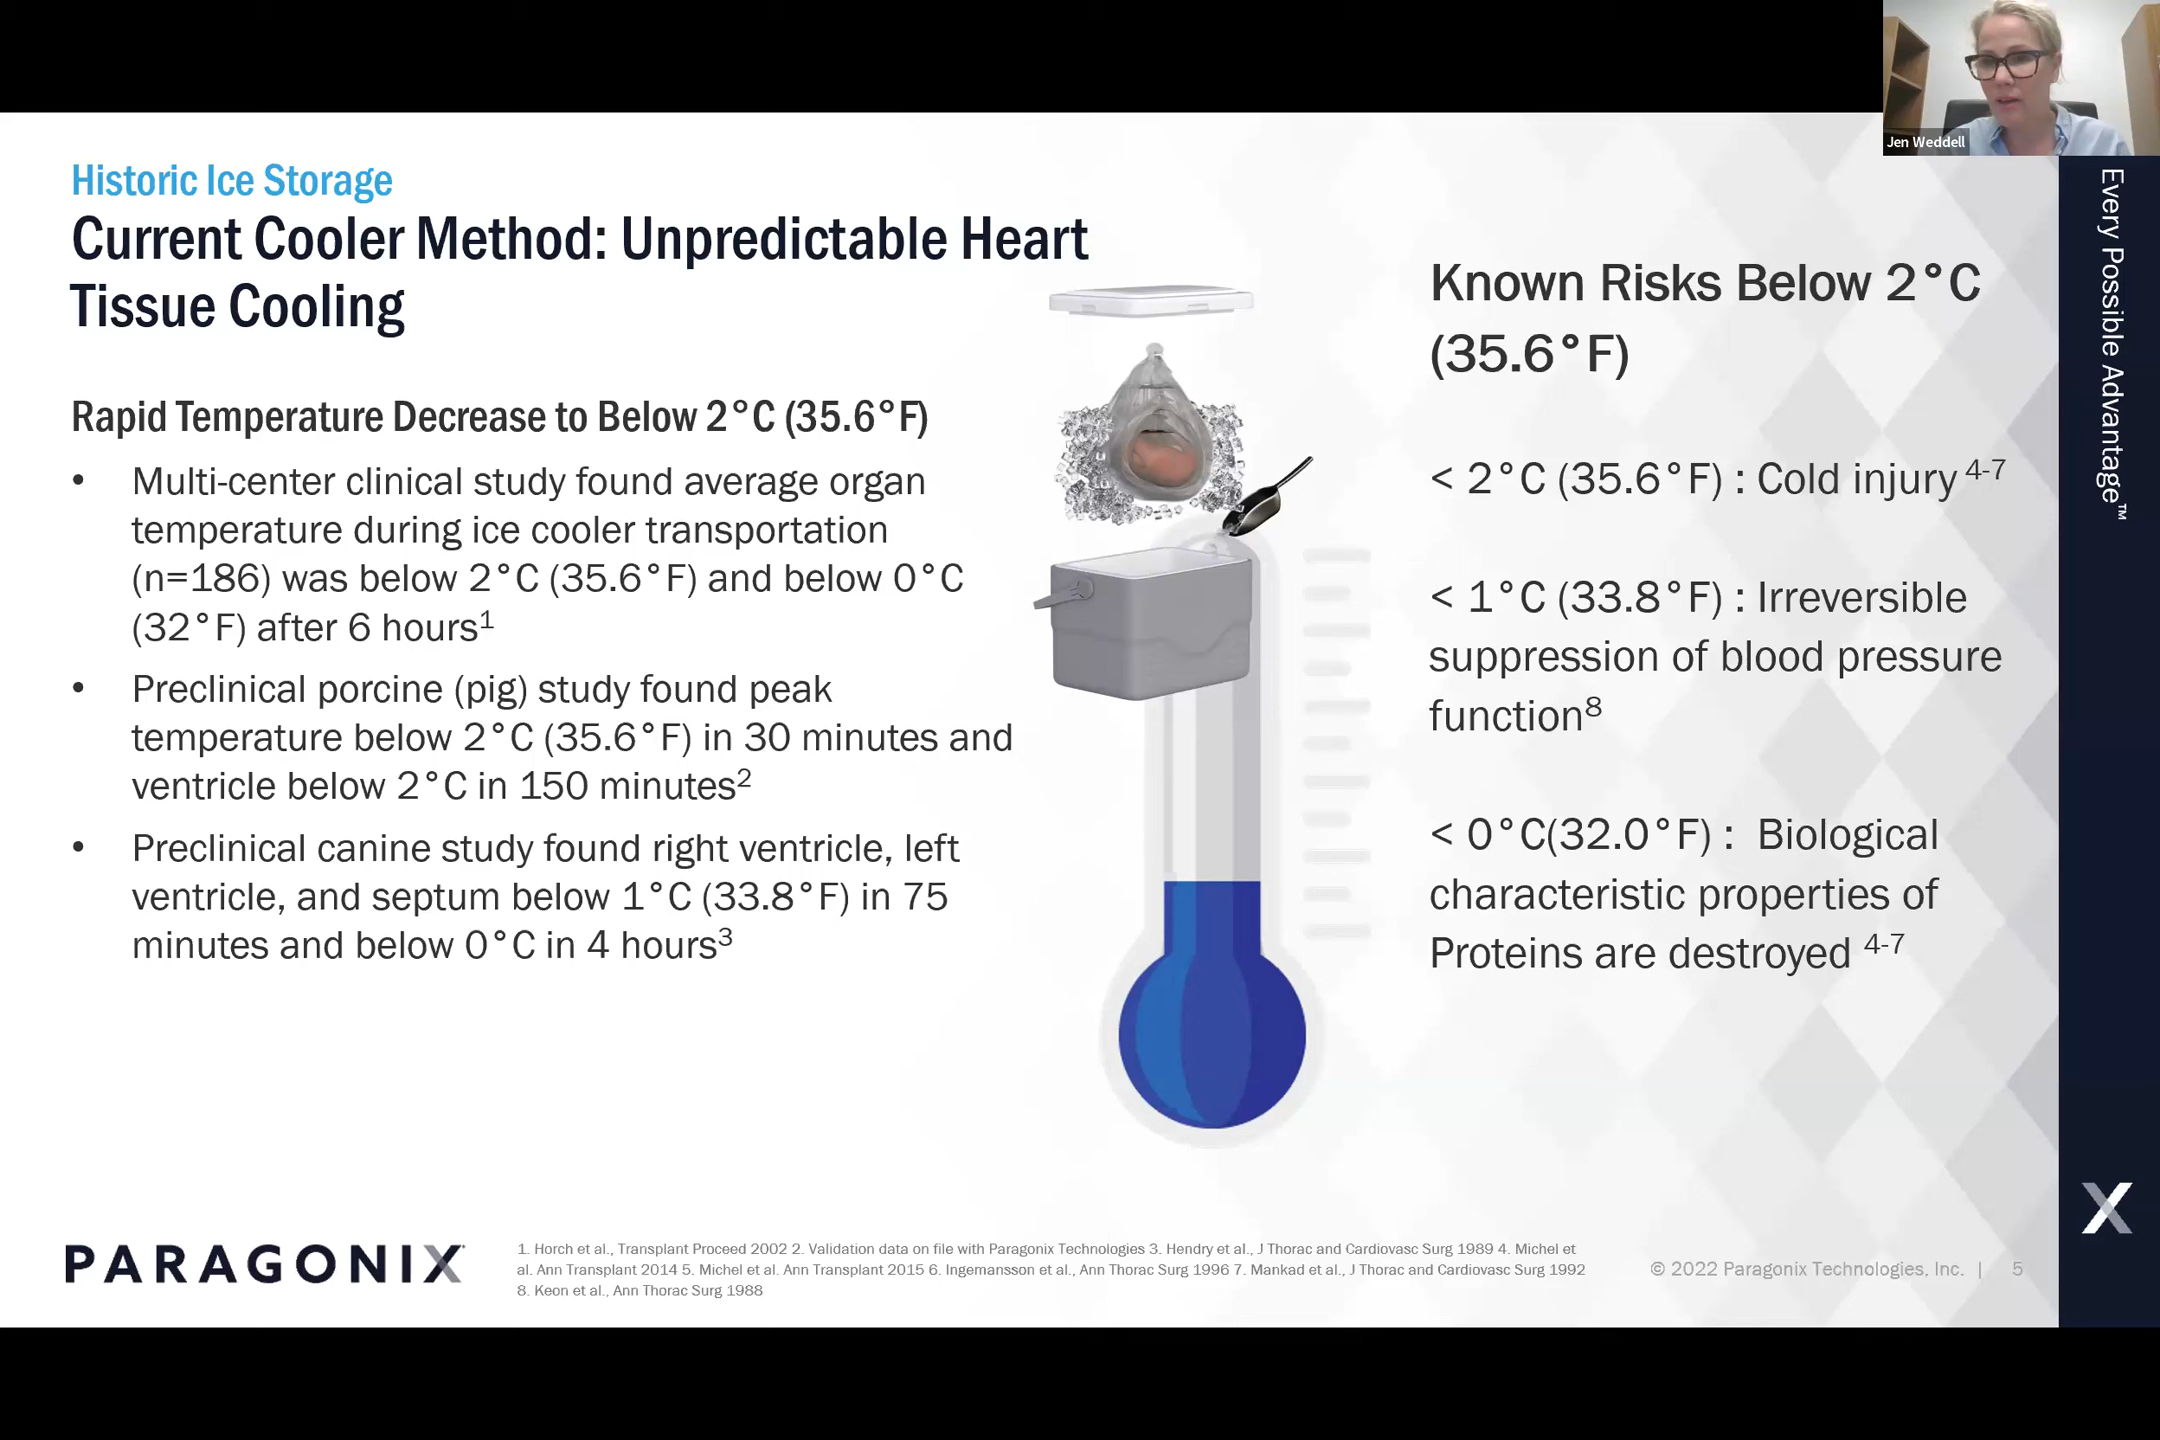 Jen Weddell
Historic Ice Storage
Current Cooler Method: Unpredictable Heart
Tissue Cooling
Rapid Temperature Decrease to Below 2°C (35.6°F)
• Multi-center clinical study found average organ
temperature during ice cooler transportation
(n=186) was below 2°C (35.6°F) and below 0°C
(32°F) after 6 hours¹
• Preclinical porcine (pig) study found peak
temperature below 2°C (35.6°F) in 30 minutes and
ventricle below 2°C in 150 minutes²
• Preclinical canine study found right ventricle, left
ventricle, and septum below 1°C (33.8°F) in 75
minutes and below 0°C in 4 hours³
Known Risks Below 2°C
(35.6°F)
< 2°C (35.6°F) : Cold injury ⁴⁻⁷
< 1°C (33.8°F) : Irreversible
suppression of blood pressure
function⁸
< 0°C(32.0°F) : Biological
characteristic properties of
Proteins are destroyed ⁴⁻⁷
Every Possible Advantage™
PARAGONIX
1. Horch et al., Transplant Proceed 2002 2. Validation data on file with Paragonix Technologies 3. Hendry et al., J Thorac and Cardiovasc Surg 1989 4. Michel et
al. Ann Transplant 2014 5. Michel et al. Ann Transplant 2015 6. Ingemansson et al., Ann Thorac Surg 1996 7. Mankad et al., J Thorac and Cardiovasc Surg 1992
8. Keon et al., Ann Thorac Surg 1988
© 2022 Paragonix Technologies, Inc. | 5
X